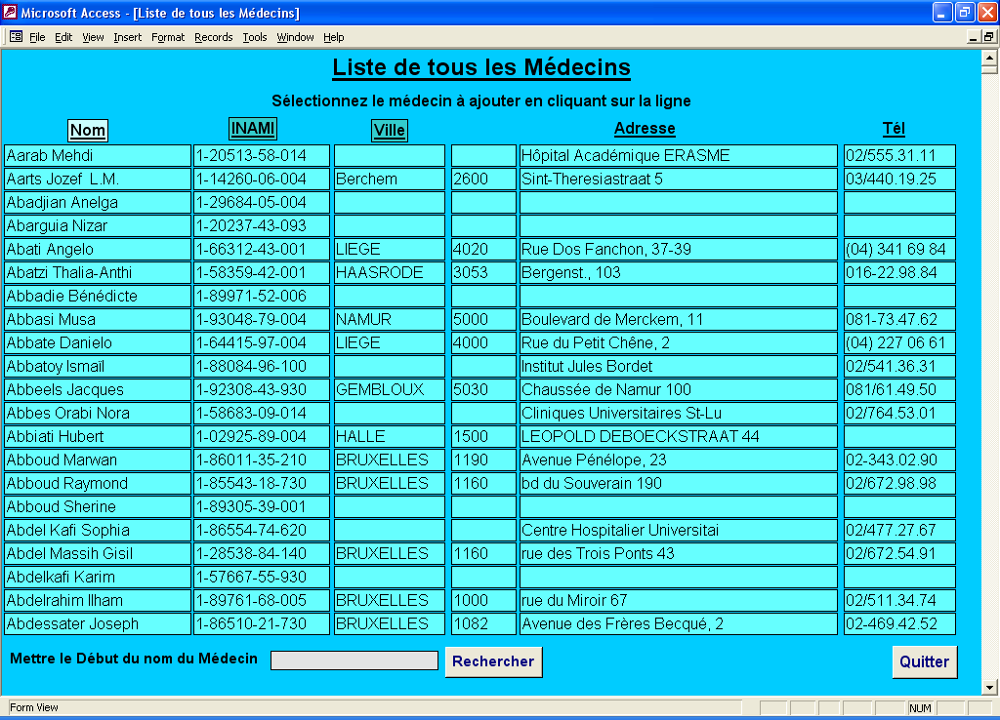 Microsoft Access - [Liste de tous les Médecins]
File Edit View Insert Format Records Tools Window Help
Liste de tous les Médecins
Sélectionnez le médecin à ajouter en cliquant sur la ligne
Nom INAMI Ville Adresse Tél
Aarab Mehdi 1-20513-58-014 Hôpital Académique ERASME 02/555.31.11
Aarts Jozef L.M. 1-14260-06-004 Berchem 2600 Sint-Theresiastraat 5 03/440.19.25
Abadjian Anelga 1-29684-05-004
Abarguia Nizar 1-20237-43-093
Abati Angelo 1-66312-43-001 LIEGE 4020 Rue Dos Fanchon, 37-39 (04) 341 69 84
Abatzi Thalia-Anthi 1-58359-42-001 HAASRODE 3053 Bergenst., 103 016-22.98.84
Abbadie Bénédicte 1-89971-52-006
Abbasi Musa 1-93048-79-004 NAMUR 5000 Boulevard de Merckem, 11 081-73.47.62
Abbate Danielo 1-64415-97-004 LIEGE 4000 Rue du Petit Chêne, 2 (04) 227 06 61
Abbatoy Ismaïl 1-88084-96-100 Institut Jules Bordet 02/541.36.31
Abbeels Jacques 1-92308-43-930 GEMBLOUX 5030 Chaussée de Namur 100 081/61.49.50
Abbes Orabi Nora 1-58683-09-014 Cliniques Universitaires St-Lu 02/764.53.01
Abbiati Hubert 1-02925-89-004 HALLE 1500 LEOPOLD DEBOECKSTRAAT 44
Abboud Marwan 1-86011-35-210 BRUXELLES 1190 Avenue Pénélope, 23 02-343.02.90
Abboud Raymond 1-85543-18-730 BRUXELLES 1160 bd du Souverain 190 02/672.98.98
Abboud Sherine 1-89305-39-001
Abdel Kafi Sophia 1-86554-74-620 Centre Hospitalier Universitai 02/477.27.67
Abdel Massih Gisil 1-28538-84-140 BRUXELLES 1160 rue des Trois Ponts 43 02/672.54.91
Abdelkafi Karim 1-57667-55-930
Abdelrahim Ilham 1-89761-68-005 BRUXELLES 1000 rue du Miroir 67 02/511.34.74
Abdessater Joseph 1-86510-21-730 BRUXELLES 1082 Avenue des Frères Becqué, 2 02-469.42.52
Mettre le Début du nom du Médecin Rechercher Quitter
Form View NUM